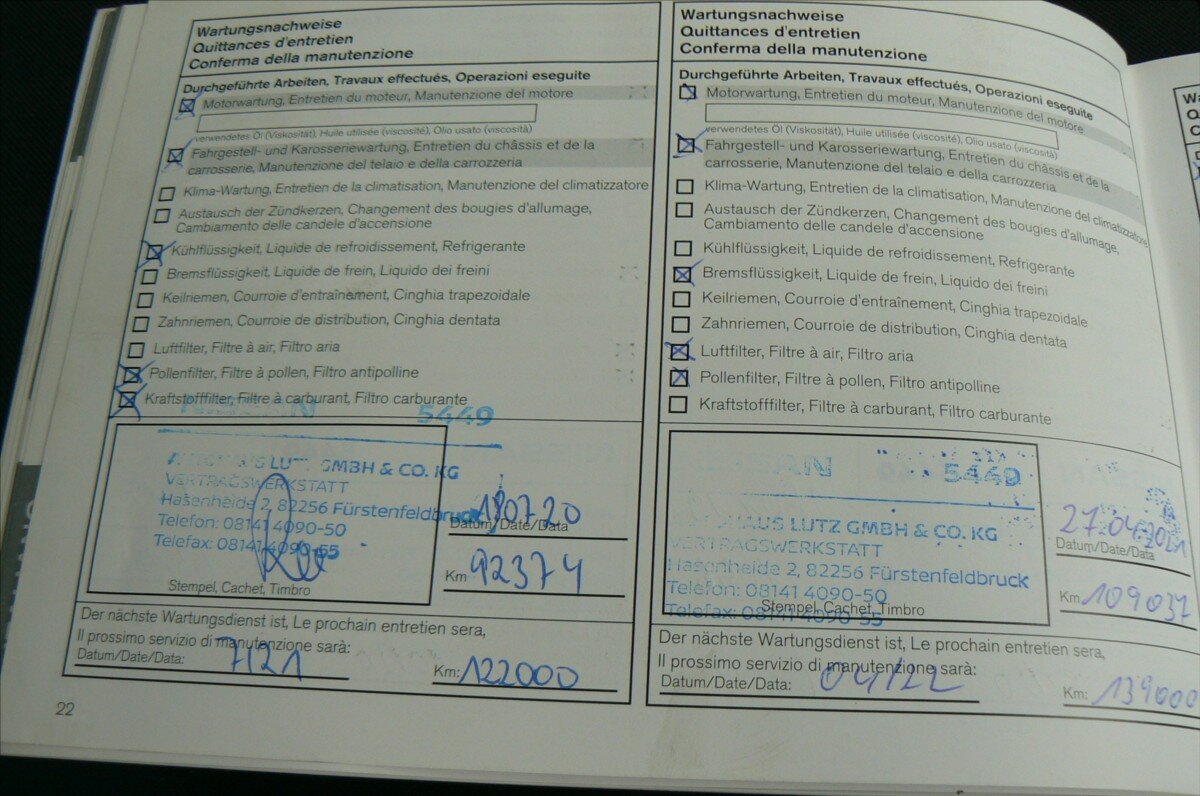 Wartungsnachweise
Quittances d'entretien
Conferma della manutenzione
Durchgeführte Arbeiten, Travaux effectués, Operazioni eseguite
Motorwartung, Entretien du moteur, Manutenzione del motore
verwendetes Öl (Viskosität), Huile utilisée (viscosité), Olio usato (viscosità)
Fahrgestell- und Karosseriewartung, Entretien du châssis et de la
carrosserie, Manutenzione del telaio e della carrozzeria
Klima-Wartung, Entretien de la climatisation, Manutenzione del climatizzatore
Austausch der Zündkerzen, Changement des bougies d'allumage,
Cambiamento delle candele d'accensione
Kühlflüssigkeit, Liquide de refroidissement, Refrigerante
Bremsflüssigkeit, Liquide de frein, Liquido dei freini
Keilriemen, Courroie d'entraînement, Cinghia trapezoidale
Zahnriemen, Courroie de distribution, Cinghia dentata
Luftfilter, Filtre à air, Filtro aria
Pollenfilter, Filtre à pollen, Filtro antipolline
Kraftstofffilter, Filtre à carburant, Filtro carburante
5449
LUTZ GMBH & CO. KG
VERTRAGSWERKSTATT
Hasenheide 2, 82256 Fürstenfeldbruck
Telefon: 08141 4090-50
Telefax: 08141 4090-55
Stempel, Cachet, Timbro
180720
Datum/Date/Data
Km 92374
Der nächste Wartungsdienst ist, Le prochain entretien sera,
Il prossimo servizio di manutenzione sarà:
Datum/Date/Data: 7/21
Km: 122000
22
Wartungsnachweise
Quittances d'entretien
Conferma della manutenzione
Durchgeführte Arbeiten, Travaux effectués, Operazioni eseguite
Motorwartung, Entretien du moteur, Manutenzione del motore
verwendetes Öl (Viskosität), Huile utilisée (viscosité), Olio usato (viscosità)
Fahrgestell- und Karosseriewartung, Entretien du châssis et de la
carrosserie, Manutenzione del telaio e della carrozzeria
Klima-Wartung, Entretien de la climatisation, Manutenzione del climatizzatore
Austausch der Zündkerzen, Changement des bougies d'allumage,
Cambiamento delle candele d'accensione
Kühlflüssigkeit, Liquide de refroidissement, Refrigerante
Bremsflüssigkeit, Liquide de frein, Liquido dei freini
Keilriemen, Courroie d'entraînement, Cinghia trapezoidale
Zahnriemen, Courroie de distribution, Cinghia dentata
Luftfilter, Filtre à air, Filtro aria
Pollenfilter, Filtre à pollen, Filtro antipolline
Kraftstofffilter, Filtre à carburant, Filtro carburante
5449
LUTZ GMBH & CO. KG
VERTRAGSWERKSTATT
Hasenheide 2, 82256 Fürstenfeldbruck
Telefon: 08141 4090-50
Telefax: 08141 4090-55
Stempel, Cachet, Timbro
27.04.2021
Datum/Date/Data
Km 109037
Der nächste Wartungsdienst ist, Le prochain entretien sera,
Il prossimo servizio di manutenzione sarà:
Datum/Date/Data: 04/22
Km: 139000